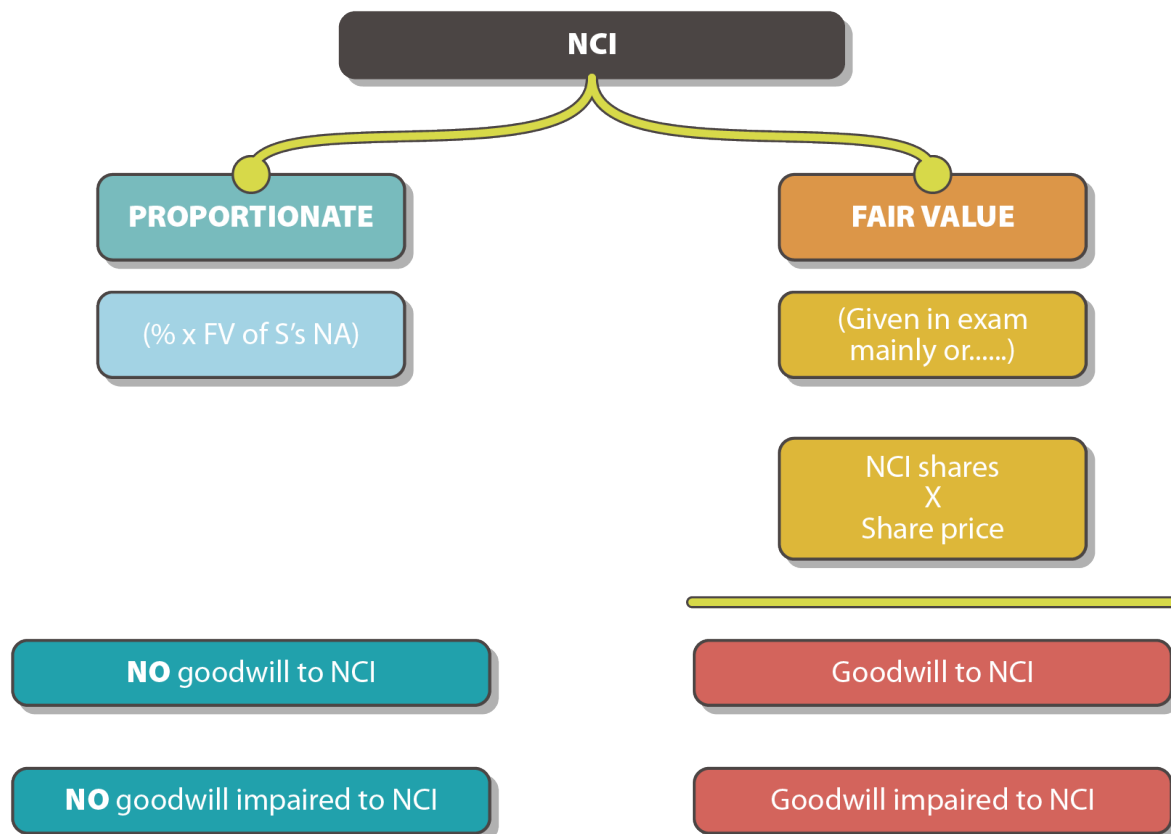 NCI
PROPORTIONATE
(% x FV of S’s NA)
FAIR VALUE
(Given in exam
mainly or......)
NCI shares
X
Share price
NO goodwill to NCI
Goodwill to NCI
NO goodwill impaired to NCI
Goodwill impaired to NCI